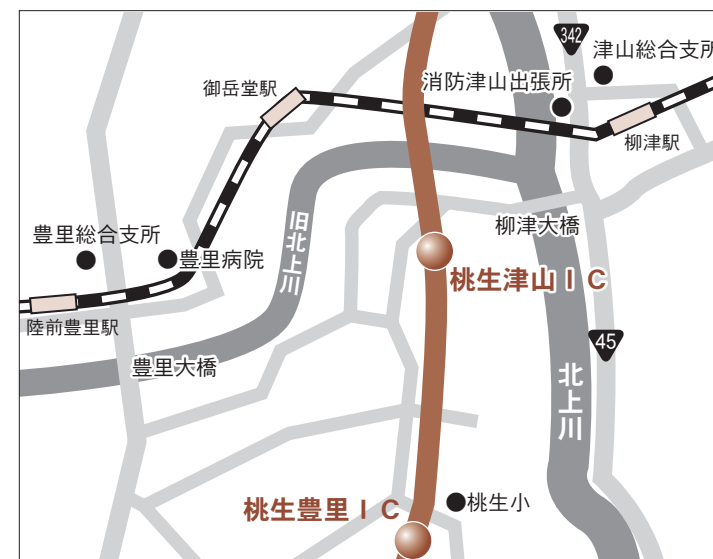 342
津山総合支所
消防津山出張所
御岳堂駅
柳津駅
豊里総合支所
豊里病院
旧北上川
柳津大橋
桃生津山ＩＣ
陸前豊里駅
豊里大橋
45
北上川
桃生豊里ＩＣ
桃生小